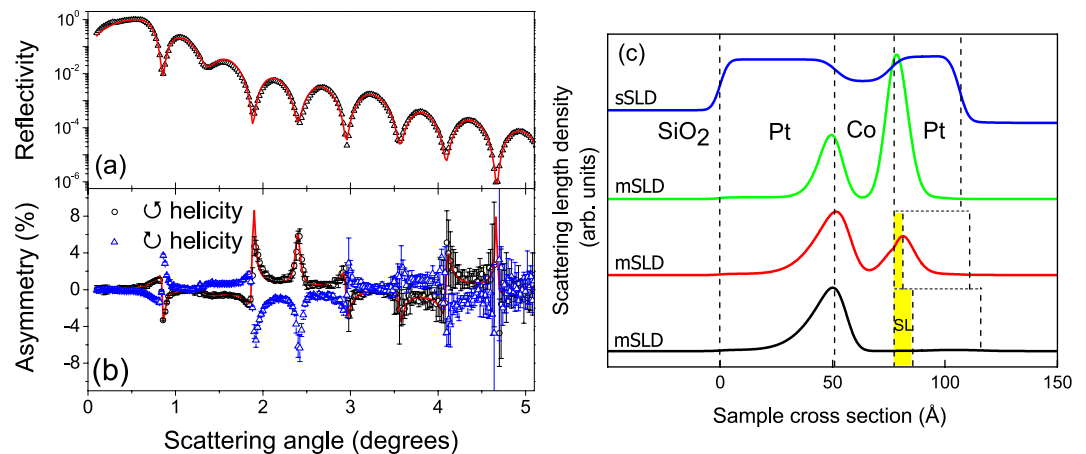 10⁰
10⁻²
10⁻⁴
10⁻⁶
Reflectivity
(a)
8
4
0
-4
-8
Asymmetry (%)
↺ helicity
↻ helicity
(b)
0 1 2 3 4 5
Scattering angle (degrees)
(c)
Scattering length density
(arb. units)
sSLD
SiO₂ Pt Co Pt
mSLD
mSLD
SL
mSLD
0 50 100 150
Sample cross section (Å)